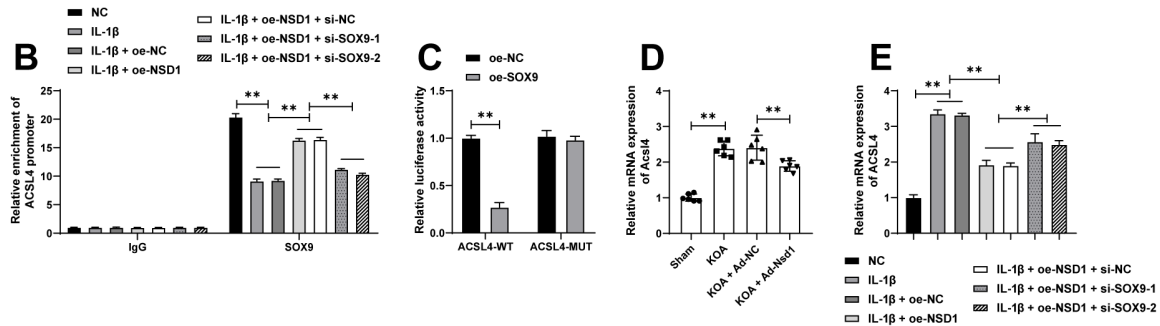 B
NC
IL-1β
IL-1β + oe-NC
IL-1β + oe-NSD1
IL-1β + oe-NSD1 + si-NC
IL-1β + oe-NSD1 + si-SOX9-1
IL-1β + oe-NSD1 + si-SOX9-2
Relative enrichment of
ACSL4 promoter
25
20
15
10
5
0
**
**
**
IgG
SOX9
C
oe-NC
oe-SOX9
Relative luciferase activity
1.5
1.0
0.5
0.0
**
ACSL4-WT
ACSL4-MUT
D
Relative mRNA expression
of Acsl4
4
3
2
1
0
**
**
Sham
KOA
KOA + Ad-NC
KOA + Ad-Nsd1
E
Relative mRNA expression
of ACSL4
4
3
2
1
0
**
**
**
NC
IL-1β
IL-1β + oe-NC
IL-1β + oe-NSD1
IL-1β + oe-NSD1 + si-NC
IL-1β + oe-NSD1 + si-SOX9-1
IL-1β + oe-NSD1 + si-SOX9-2